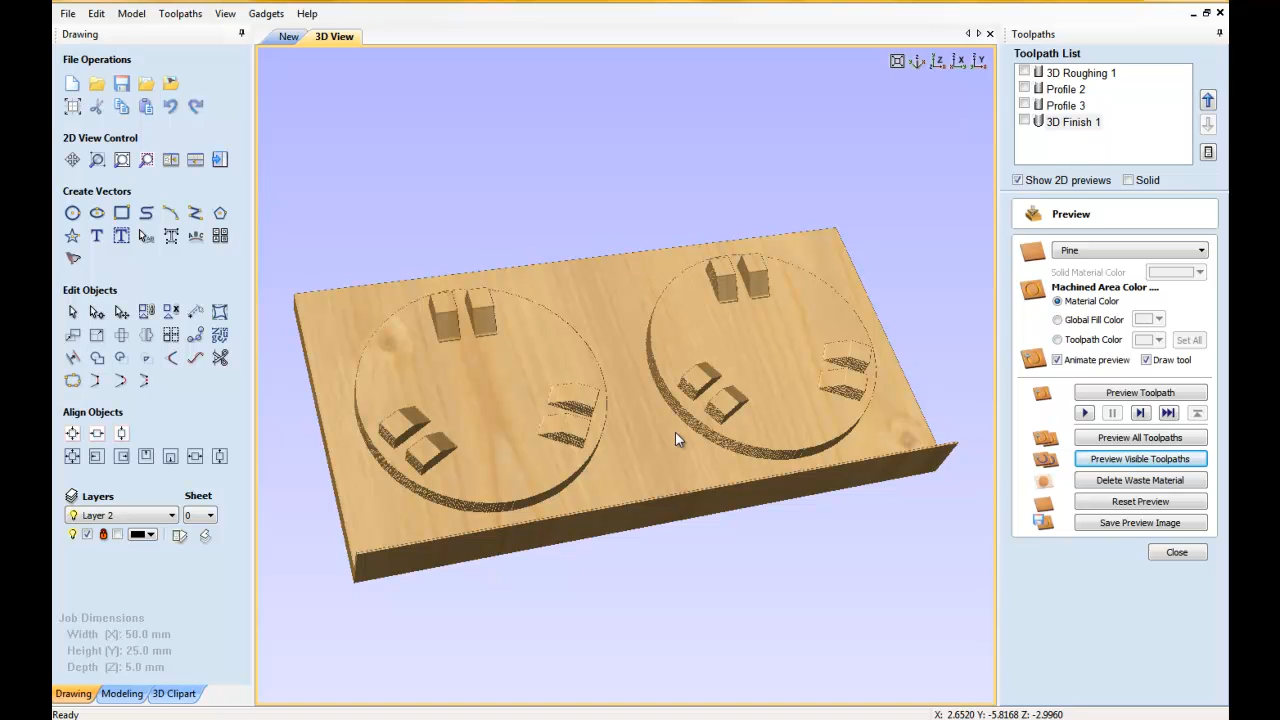 File Edit Model Toolpaths View Gadgets Help
Drawing
File Operations
2D View Control
Create Vectors
Edit Objects
Align Objects
Layers Sheet
Layer 2 0
Job Dimensions
Width [X]: 50.0 mm
Height [Y]: 25.0 mm
Depth [Z]: 5.0 mm
Drawing Modeling 3D Clipart
Ready
New 3D View
Toolpaths
Toolpath List
3D Roughing 1
Profile 2
Profile 3
3D Finish 1
Show 2D previews Solid
Preview
Pine
Solid Material Color
Machined Area Color ....
Material Color
Global Fill Color
Toolpath Color Set All
Animate preview Draw tool
Preview Toolpath
Preview All Toolpaths
Preview Visible Toolpaths
Delete Waste Material
Reset Preview
Save Preview Image
Close
X: 2.6520 Y: -5.8168 Z: -2.9960